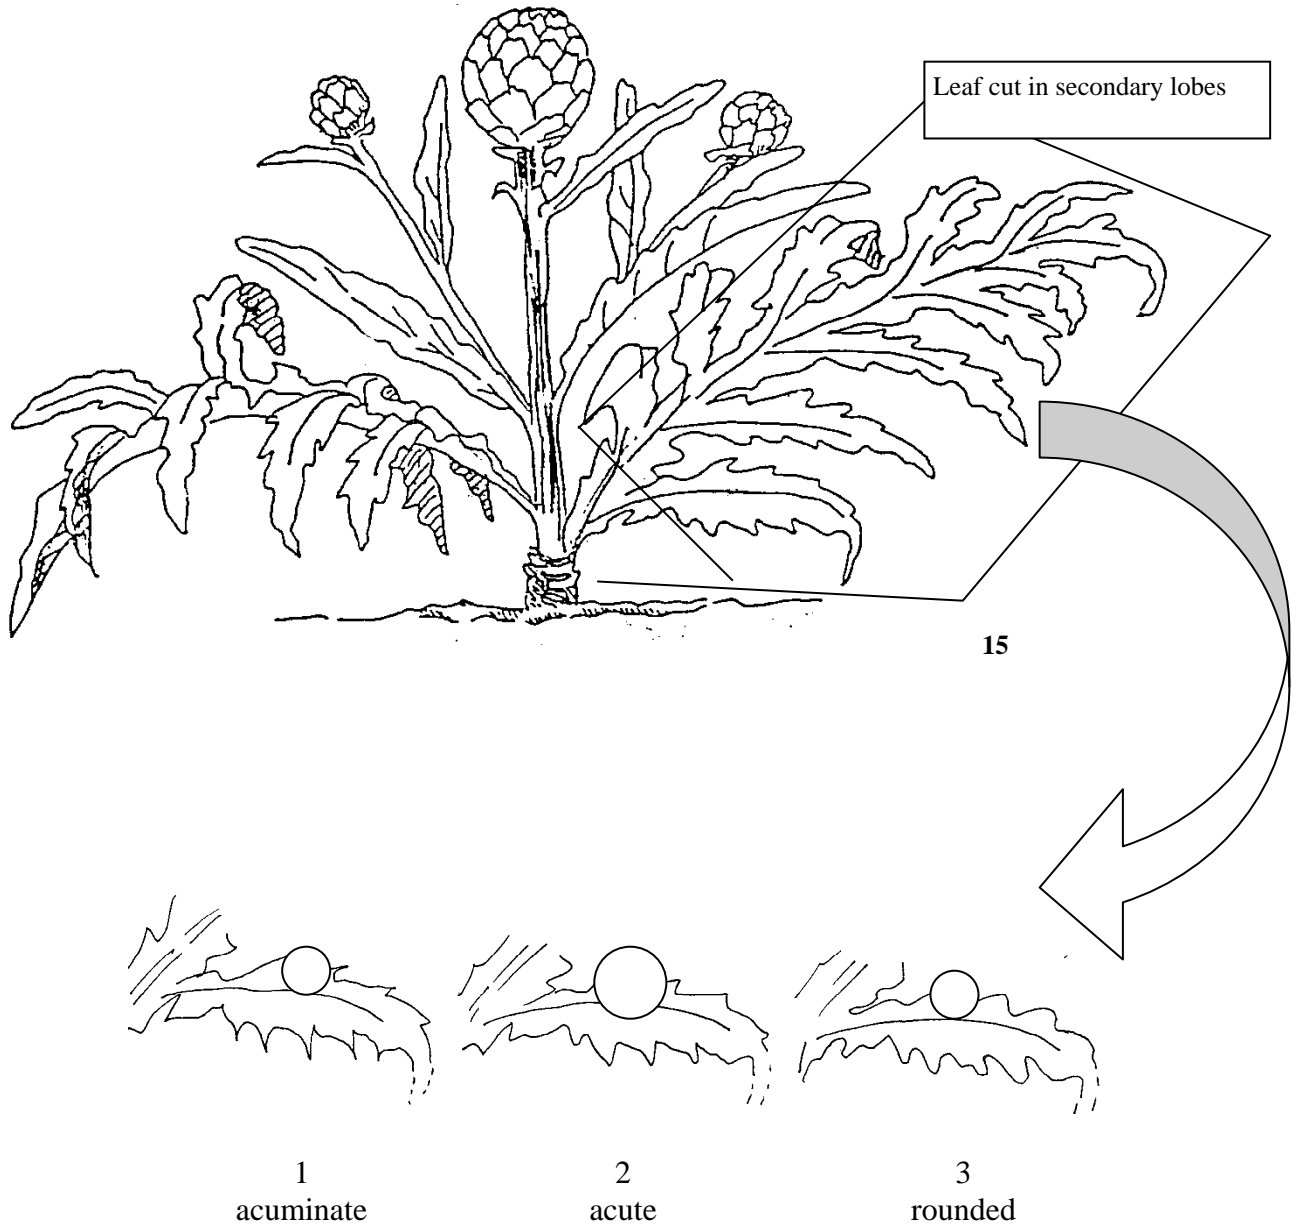 Leaf cut in secondary lobes
15
1
acuminate
2
acute
3
rounded